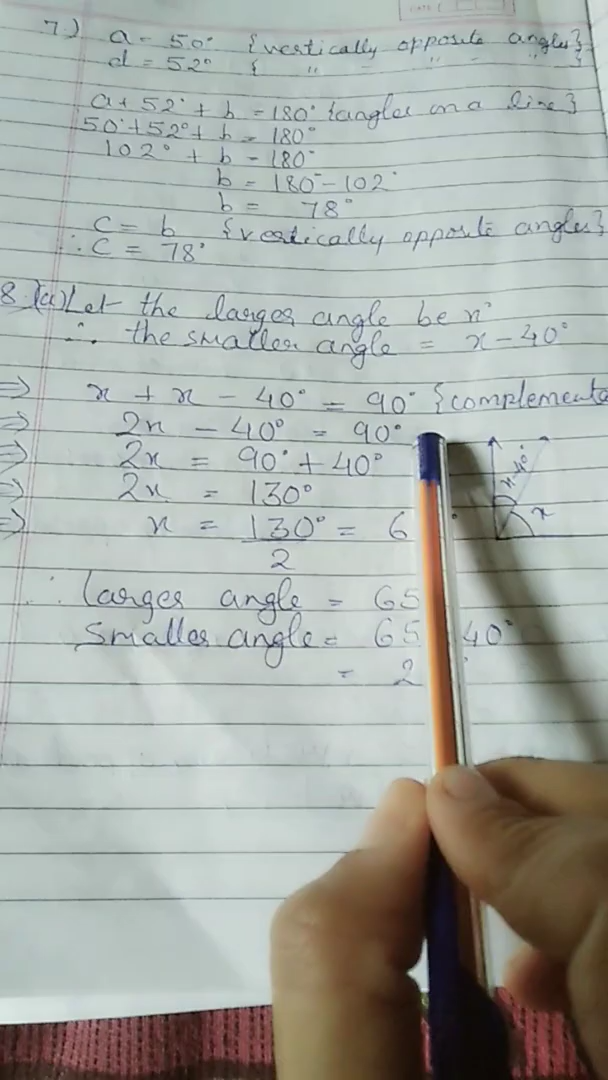 7.) a = 50° {vertically opposite angles}
d = 52° { " " " " }
a + 52° + b = 180° {angles on a line}
50° + 52° + b = 180°
102° + b = 180°
b = 180° - 102°
b = 78°
c = b {vertically opposite angles}
∴ c = 78°
8 (a) Let the larger angle be x°
∴ the smaller angle = x - 40°
⇒ x + x - 40° = 90° {complementa
⇒ 2x - 40° = 90°
⇒ 2x = 90° + 40°
⇒ 2x = 130°
⇒ x = 130°/2 = 6
x-40°
x
∴ larger angle = 65
smaller angle = 65 40°
= 2